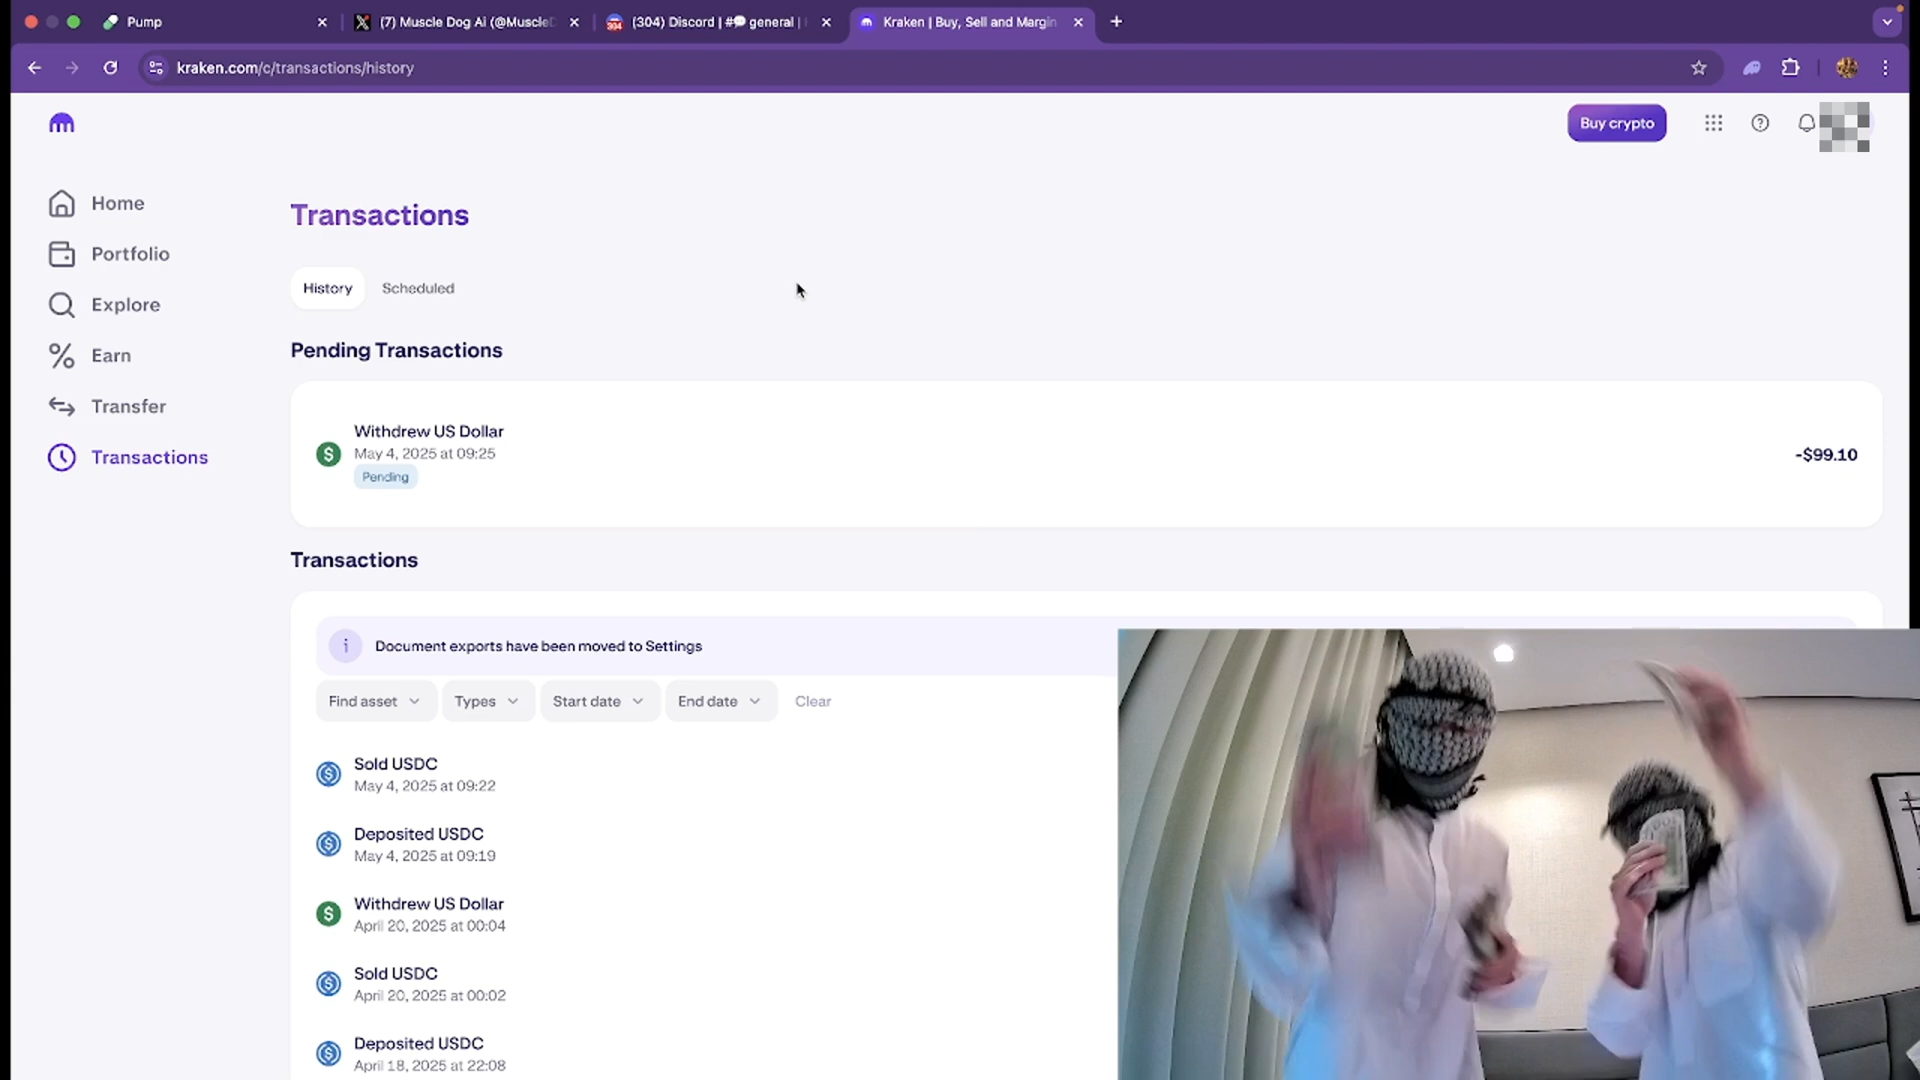 Pump
(7) Muscle Dog Ai (@Muscle
(304) Discord | #💬 general |
Kraken | Buy, Sell and Margin
kraken.com/c/transactions/history
Buy crypto
Home
Portfolio
Explore
Earn
Transfer
Transactions
Transactions
History
Scheduled
Pending Transactions
Withdrew US Dollar
May 4, 2025 at 09:25
Pending
-$99.10
Transactions
Document exports have been moved to Settings
Find asset
Types
Start date
End date
Clear
Sold USDC
May 4, 2025 at 09:22
Deposited USDC
May 4, 2025 at 09:19
Withdrew US Dollar
April 20, 2025 at 00:04
Sold USDC
April 20, 2025 at 00:02
Deposited USDC
April 18, 2025 at 22:08